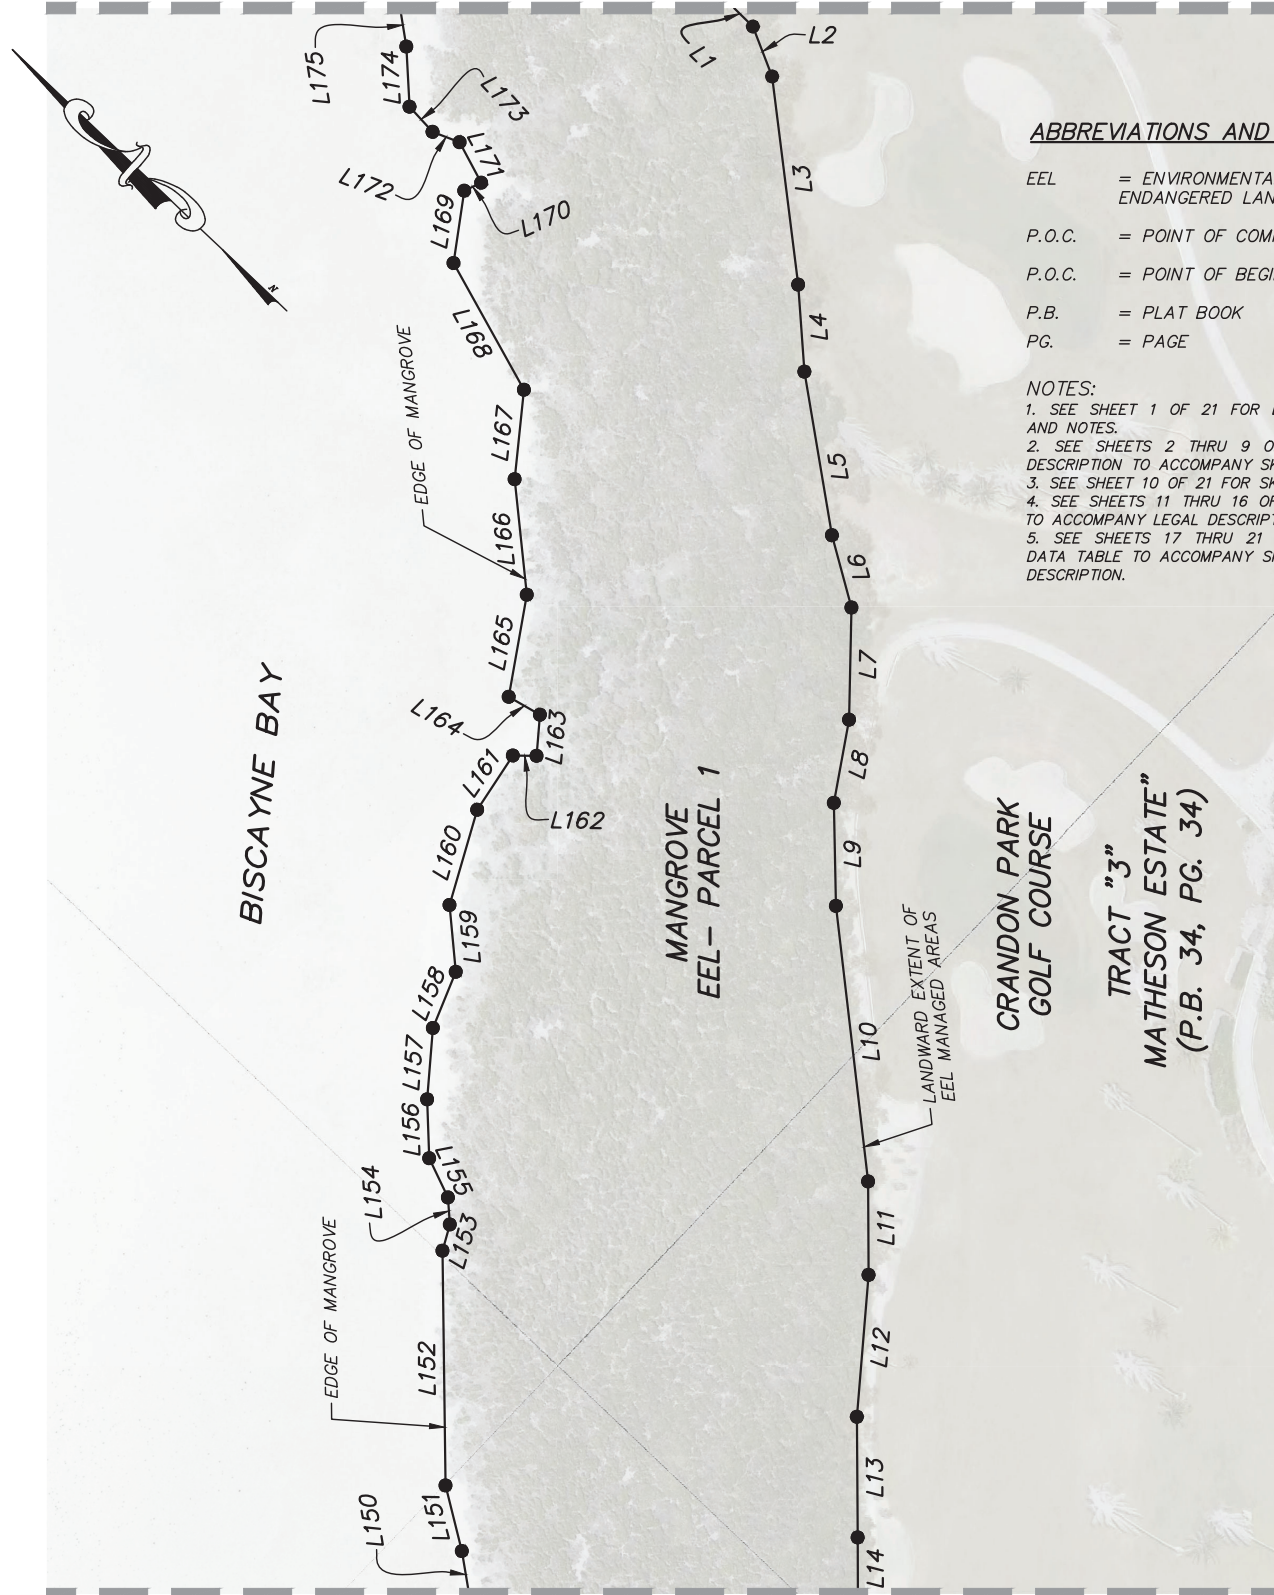 L175
L174
L173
L172
L171
L170
L169
L168
L167
L166
L165
L164
L163
L162
L161
L160
L159
L158
L157
L156
L155
L154
L153
L152
L151
L150
EDGE OF MANGROVE
EDGE OF MANGROVE
N
BISCAYNE BAY
MANGROVE
EEL- PARCEL 1
L1
L2
L3
L4
L5
L6
L7
L8
L9
L10
L11
L12
L13
L14
LANDWARD EXTENT OF
EEL MANAGED AREAS
CRANDON PARK
GOLF COURSE
TRACT "3"
MATHESON ESTATE"
(P.B. 34, PG. 34)
ABBREVIATIONS AND
EEL = ENVIRONMENTA
ENDANGERED LAN
P.O.C. = POINT OF COM
P.O.C. = POINT OF BEGI
P.B. = PLAT BOOK
PG. = PAGE
NOTES:
1. SEE SHEET 1 OF 21 FOR
AND NOTES.
2. SEE SHEETS 2 THRU 9 O
DESCRIPTION TO ACCOMPANY SK
3. SEE SHEET 10 OF 21 FOR SK
4. SEE SHEETS 11 THRU 16 OF
TO ACCOMPANY LEGAL DESCRIPT
5. SEE SHEETS 17 THRU 21
DATA TABLE TO ACCOMPANY SK
DESCRIPTION.